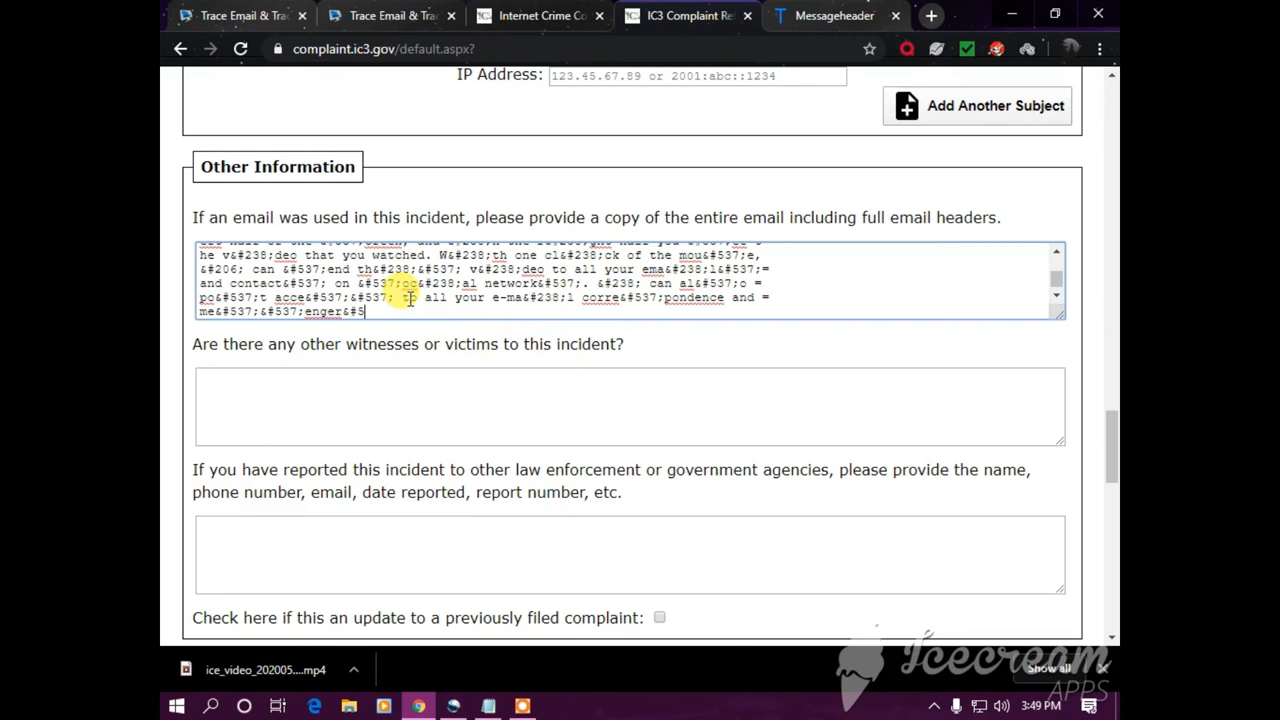 Trace Email & Tra
Trace Email & Tra
Internet Crime Co
IC3 Complaint Re
Messageheader
complaint.ic3.gov/default.aspx?
IP Address: 123.45.67.89 or 2001:abc::1234
Add Another Subject
Other Information
If an email was used in this incident, please provide a copy of the entire email including full email headers.
he v&#238;deo that you watched. W&#238;th one cl&#238;ck of the mou&#537;e,
&#206; can &#537;end th&#238;&#537; v&#238;deo to all your ema&#238;l&#537;=
and contact&#537; on &#537;oc&#238;al network&#537;. &#238; can al&#537;o =
po&#537;t acce&#537;&#537; to all your e-ma&#238;l corre&#537;pondence and =
me&#537;&#537;enger&#5
Are there any other witnesses or victims to this incident?
If you have reported this incident to other law enforcement or government agencies, please provide the name,
phone number, email, date reported, report number, etc.
Check here if this an update to a previously filed complaint:
Icecream
APPS
ice_video_202005....mp4
Show all
3:49 PM